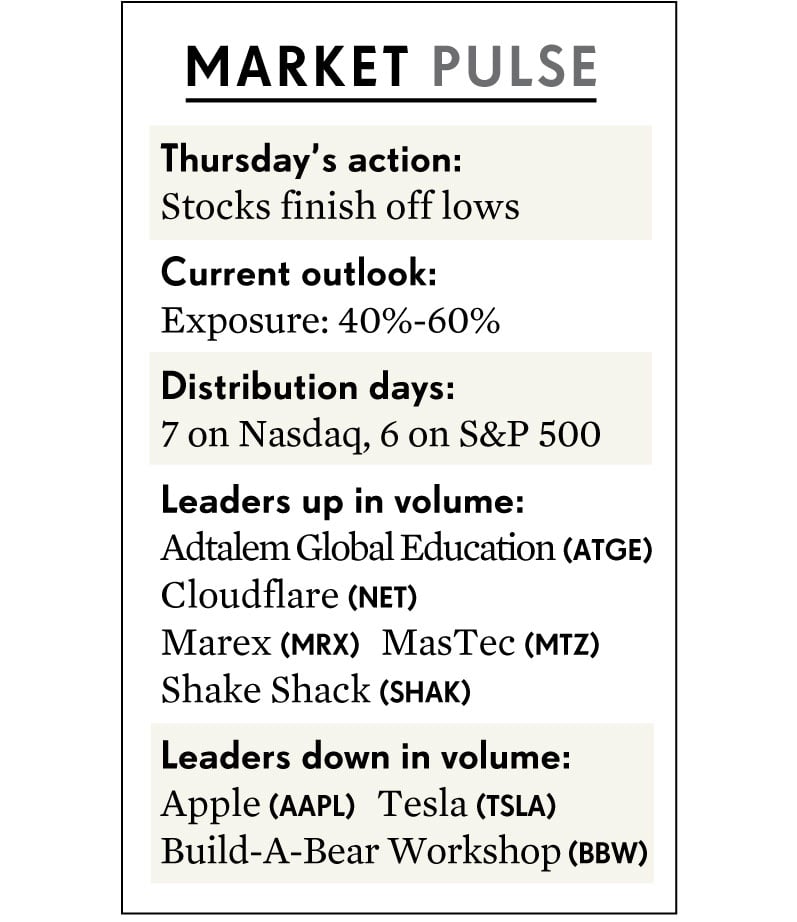 MARKET PULSE
Thursday’s action:
Stocks finish off lows
Current outlook:
Exposure: 40%-60%
Distribution days:
7 on Nasdaq, 6 on S&P 500
Leaders up in volume:
Adtalem Global Education (ATGE)
Cloudflare (NET)
Marex (MRX) MasTec (MTZ)
Shake Shack (SHAK)
Leaders down in volume:
Apple (AAPL) Tesla (TSLA)
Build-A-Bear Workshop (BBW)